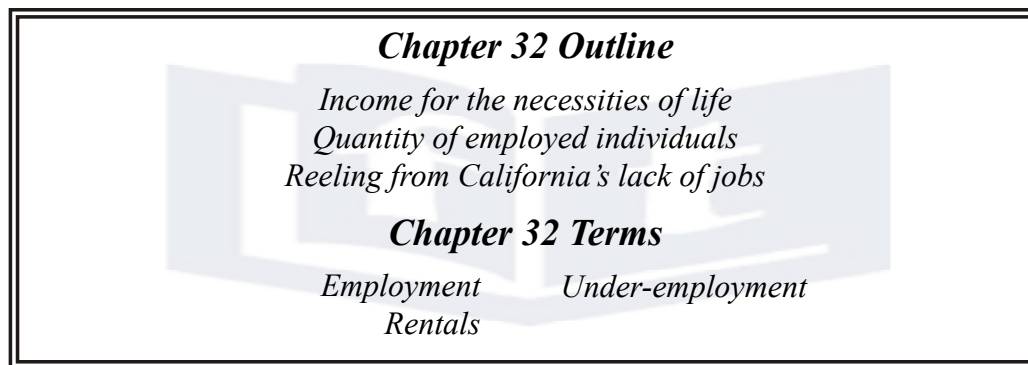 Chapter 32 Outline
Income for the necessities of life
Quantity of employed individuals
Reeling from California’s lack of jobs
Chapter 32 Terms
Employment Under-employment
Rentals